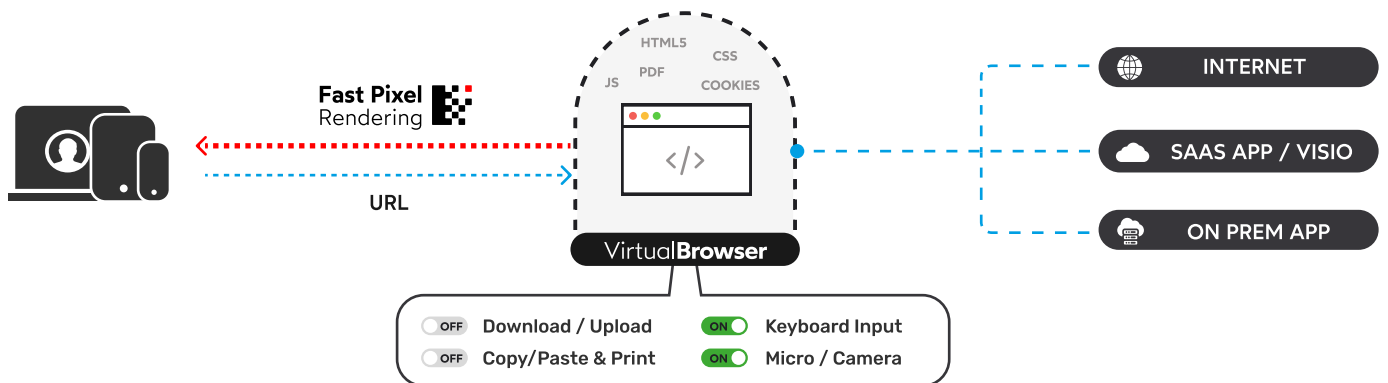 HTML5
CSS
PDF
JS
COOKIES
Fast Pixel
Rendering
URL
</>
VirtualBrowser
INTERNET
SAAS APP / VISIO
ON PREM APP
OFF Download / Upload
ON Keyboard Input
OFF Copy/Paste & Print
ON Micro / Camera